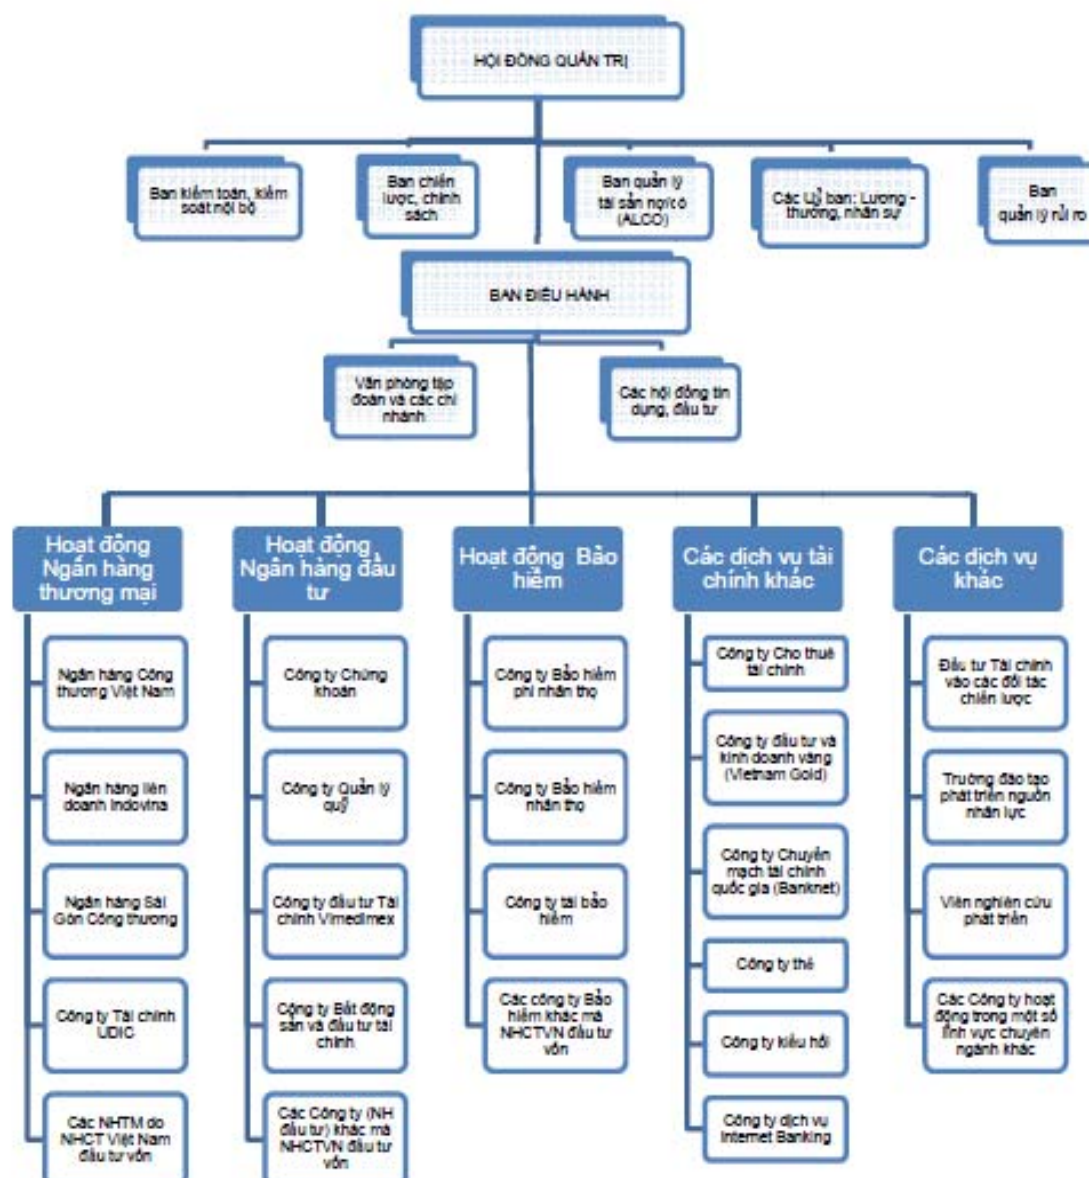 HỘI ĐỒNG QUẢN TRỊ
Ban kiểm toán, kiểm
soát nội bộ
Ban chiến
lược, chính
sách
Ban quản lý
tài sản nợ/có
(ALCO)
Các Uỷ ban: Lương -
thưởng, nhân sự
Ban
quản lý rủi ro
BAN ĐIỀU HÀNH
Văn phòng tập
đoàn và các chi
nhánh
Các hội đồng tín
dụng, đầu tư
Hoạt động
Ngân hàng
thương mại
Ngân hàng Công
thương Việt Nam
Ngân hàng liên
doanh Indovina
Ngân hàng Sài
Gòn Công thương
Công ty Tài chính
UDIC
Các NHTM do
NHCT Việt Nam
đầu tư vốn
Hoạt động
Ngân hàng đầu
tư
Công ty Chứng
khoán
Công ty Quản lý
quỹ
Công ty đầu tư Tài
chính Vimedimex
Công ty Bất động
sản và đầu tư tài
chính
Các Công ty (NH
đầu tư) khác mà
NHCTVN đầu tư
vốn
Hoạt động Bảo
hiểm
Công ty Bảo hiểm
phi nhân thọ
Công ty Bảo hiểm
nhân thọ
Công ty tái bảo
hiểm
Các công ty Bảo
hiểm khác mà
NHCTVN đầu tư
vốn
Các dịch vụ tài
chính khác
Công ty Cho thuê
tài chính
Công ty đầu tư và
kinh doanh vàng
(Vietnam Gold)
Công ty Chuyển
mạch tài chính
quốc gia (Banknet)
Công ty thẻ
Công ty kiều hối
Công ty dịch vụ
Internet Banking
Các dịch vụ
khác
Đầu tư Tài chính
vào các đối tác
chiến lược
Trường đào tạo
phát triển nguồn
nhân lực
Viện nghiên cứu
phát triển
Các Công ty hoạt
động trong một số
lĩnh vực chuyên
ngành khác